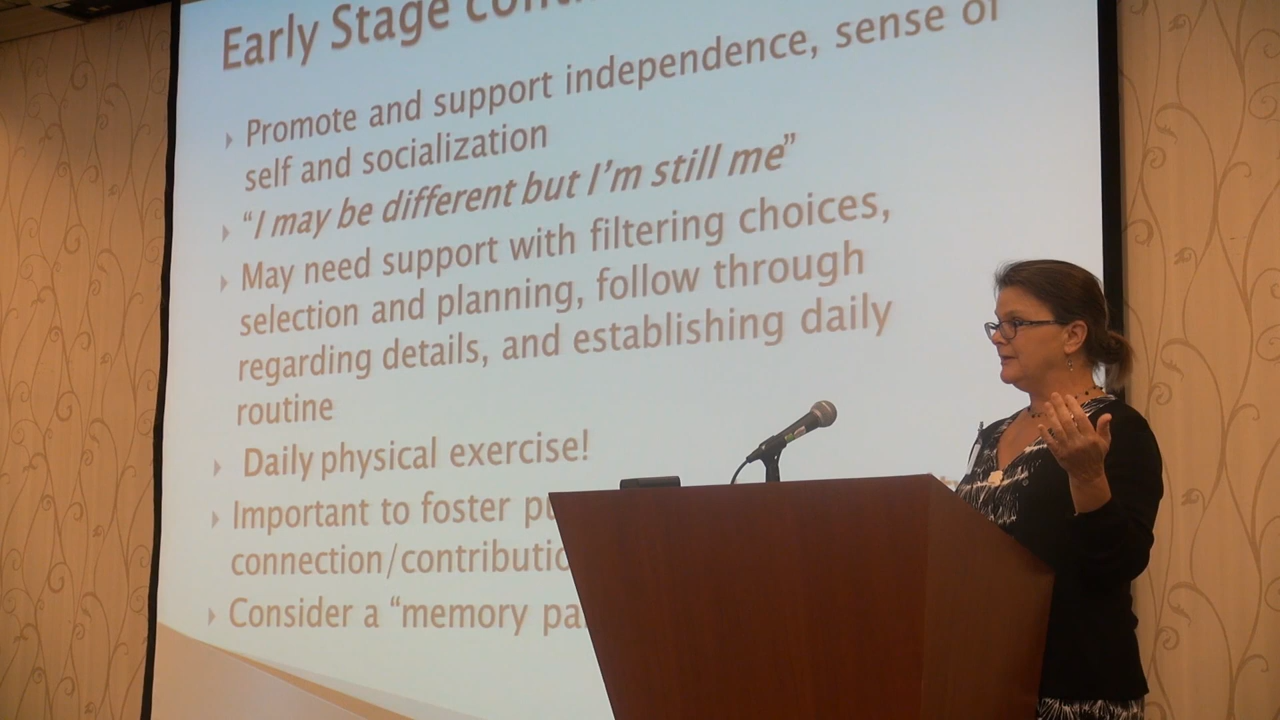 Early Stage
Promote and support independence, sense of
self and socialization
"I may be different but I'm still me"
May need support with filtering choices,
selection and planning, follow through
regarding details, and establishing daily
routine
Daily physical exercise!
Important to foster
connection/
Consider a "memory